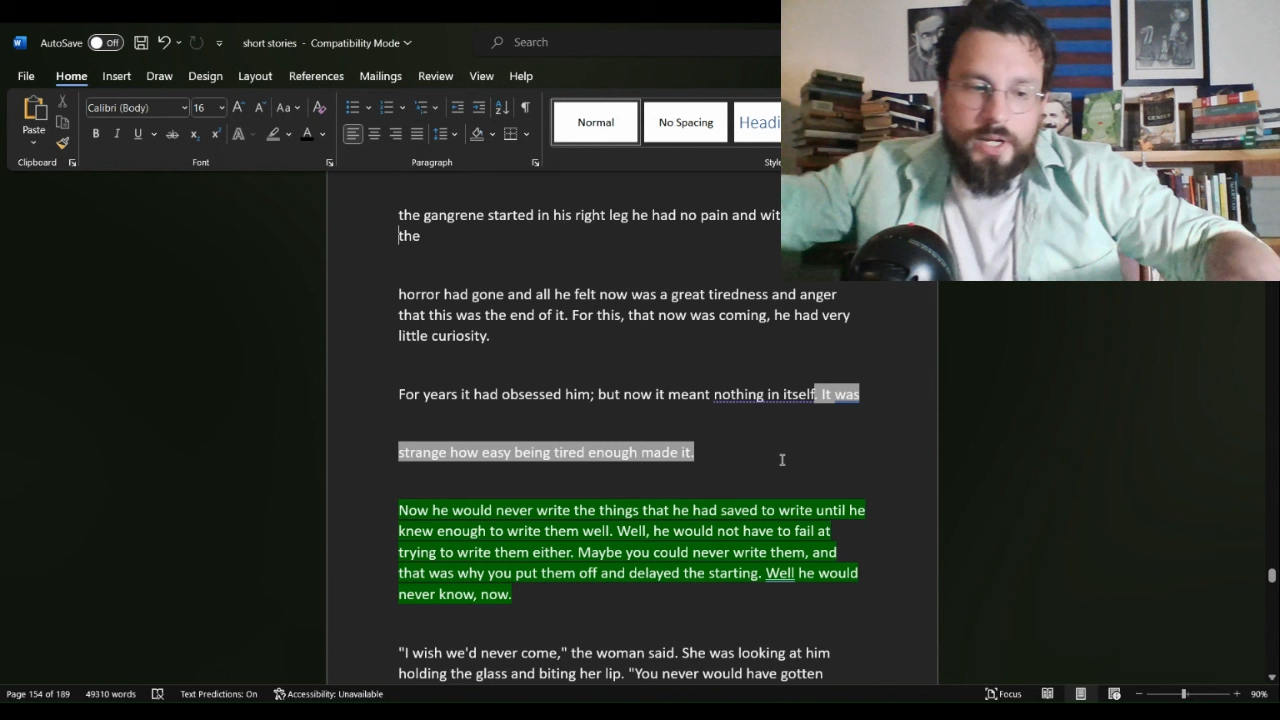 AutoSave Off short stories - Compatibility Mode Search
File Home Insert Draw Design Layout References Mailings Review View Help
Paste Calibri (Body) 16 Normal No Spacing Headi
Clipboard Font Paragraph Style
the gangrene started in his right leg he had no pain and wit
the
horror had gone and all he felt now was a great tiredness and anger
that this was the end of it. For this, that now was coming, he had very
little curiosity.
For years it had obsessed him; but now it meant nothing in itself. It was
strange how easy being tired enough made it.
Now he would never write the things that he had saved to write until he
knew enough to write them well. Well, he would not have to fail at
trying to write them either. Maybe you could never write them, and
that was why you put them off and delayed the starting. Well he would
never know, now.
"I wish we'd never come," the woman said. She was looking at him
holding the glass and biting her lip. "You never would have gotten
Page 154 of 189 49310 words Text Predictions: On Accessibility: Unavailable Focus 90%